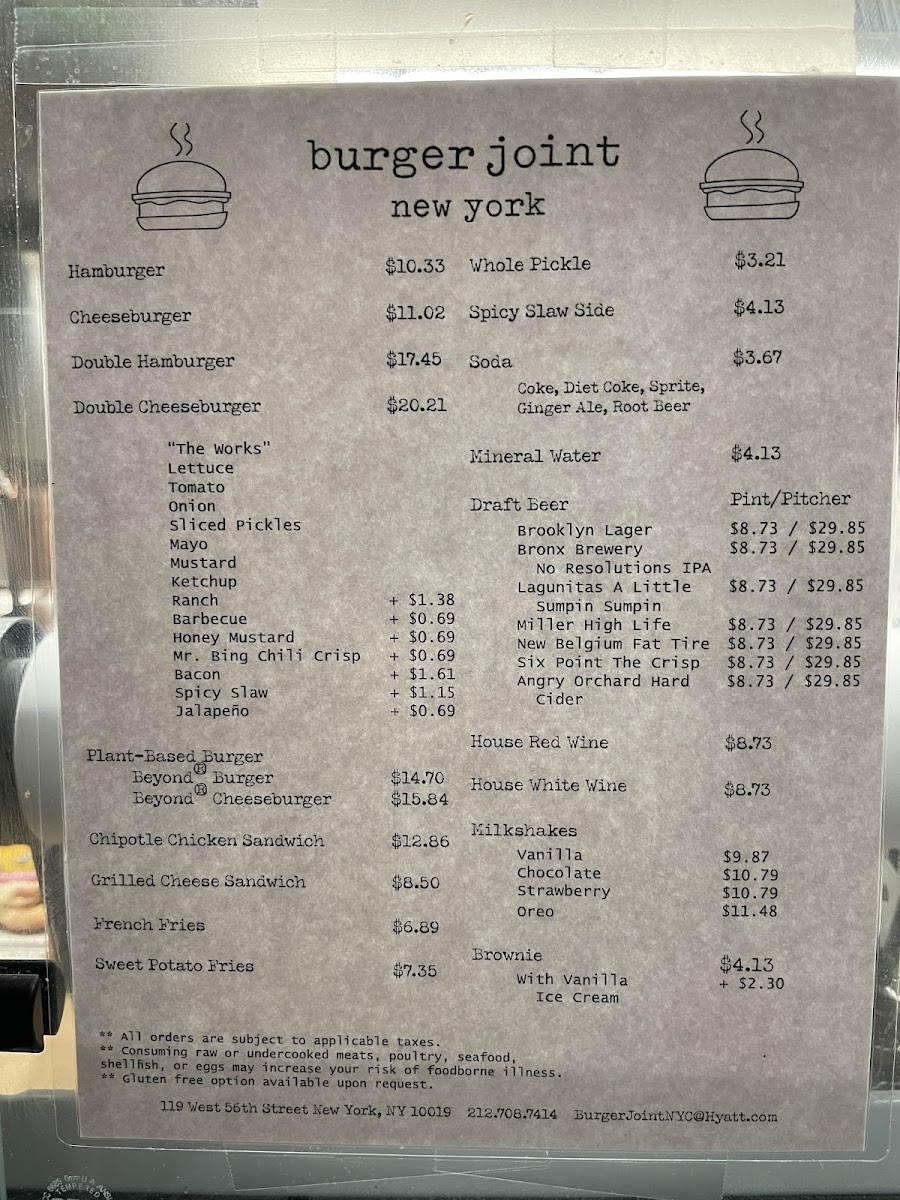 burger joint
new york
Hamburger $10.33
Cheeseburger $11.02
Double Hamburger $17.45
Double Cheeseburger $20.21
"The Works"
Lettuce
Tomato
Onion
Sliced Pickles
Mayo
Mustard
Ketchup
Ranch + $1.38
Barbecue + $0.69
Honey Mustard + $0.69
Mr. Bing Chili Crisp + $0.69
Bacon + $1.61
Spicy Slaw + $1.15
Jalapeño + $0.69
Plant-Based Burger
Beyond® Burger $14.70
Beyond® Cheeseburger $15.84
Chipotle Chicken Sandwich $12.86
Grilled Cheese Sandwich $8.50
French Fries $6.89
Sweet Potato Fries $7.35
Whole Pickle $3.21
Spicy Slaw Side $4.13
Soda $3.67
Coke, Diet Coke, Sprite,
Ginger Ale, Root Beer
Mineral Water $4.13
Draft Beer Pint/Pitcher
Brooklyn Lager $8.73 / $29.85
Bronx Brewery $8.73 / $29.85
No Resolutions IPA
Lagunitas A Little $8.73 / $29.85
Sumpin Sumpin
Miller High Life $8.73 / $29.85
New Belgium Fat Tire $8.73 / $29.85
Six Point The Crisp $8.73 / $29.85
Angry Orchard Hard $8.73 / $29.85
Cider
House Red Wine $8.73
House White Wine $8.73
Milkshakes
Vanilla $9.87
Chocolate $10.79
Strawberry $10.79
Oreo $11.48
Brownie $4.13
With Vanilla + $2.30
Ice Cream
** All orders are subject to applicable taxes.
** Consuming raw or undercooked meats, poultry, seafood,
shellfish, or eggs may increase your risk of foodborne illness.
** Gluten free option available upon request.
119 West 56th Street New York, NY 10019 212.708.7414 BurgerJointNYC@Hyatt.com
TEMPERED